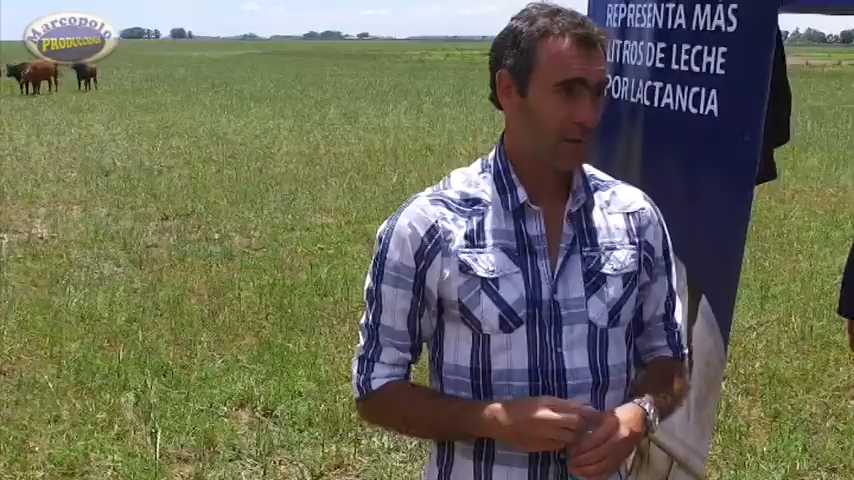 Marcopolo
PRODUCCIONES
REPRESENTA MÁS
LITROS DE LECHE
POR LACTANCIA